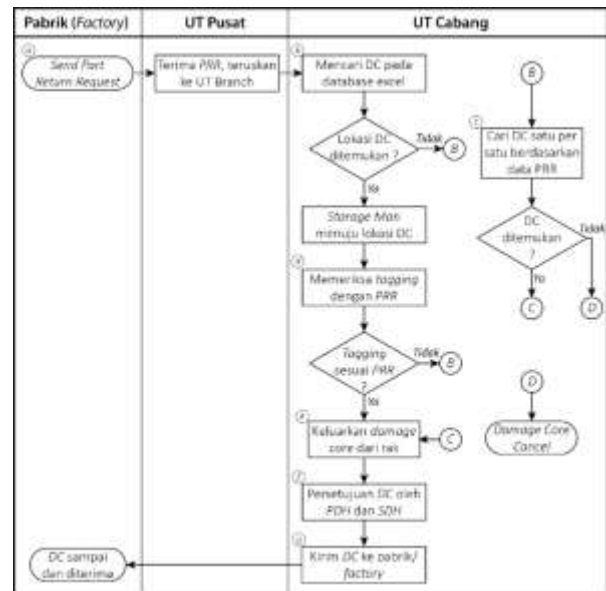 Pabrik (Factory)
UT Pusat
UT Cabang
a
Send Part
Return Request
Terima PRR, teruskan
ke UT Branch
b
Mencari DC pada
database excel
Lokasi DC
ditemukan ?
Tidak
B
Ya
Storage Man
menuju lokasi DC
d
Memeriksa tagging
dengan PRR
Tagging
sesuai PRR
?
Tidak
B
Ya
e
Keluarkan damage
core dari rak
C
f
Persetujuan DC oleh
PDH dan SDH
g
Kirim DC ke pabrik/
factory
DC sampai
dan diterima
B
c
Cari DC satu per
satu berdasarkan
data PRR
DC
ditemukan
?
Tidak
Ya
C
D
D
Damage Core
Cancel